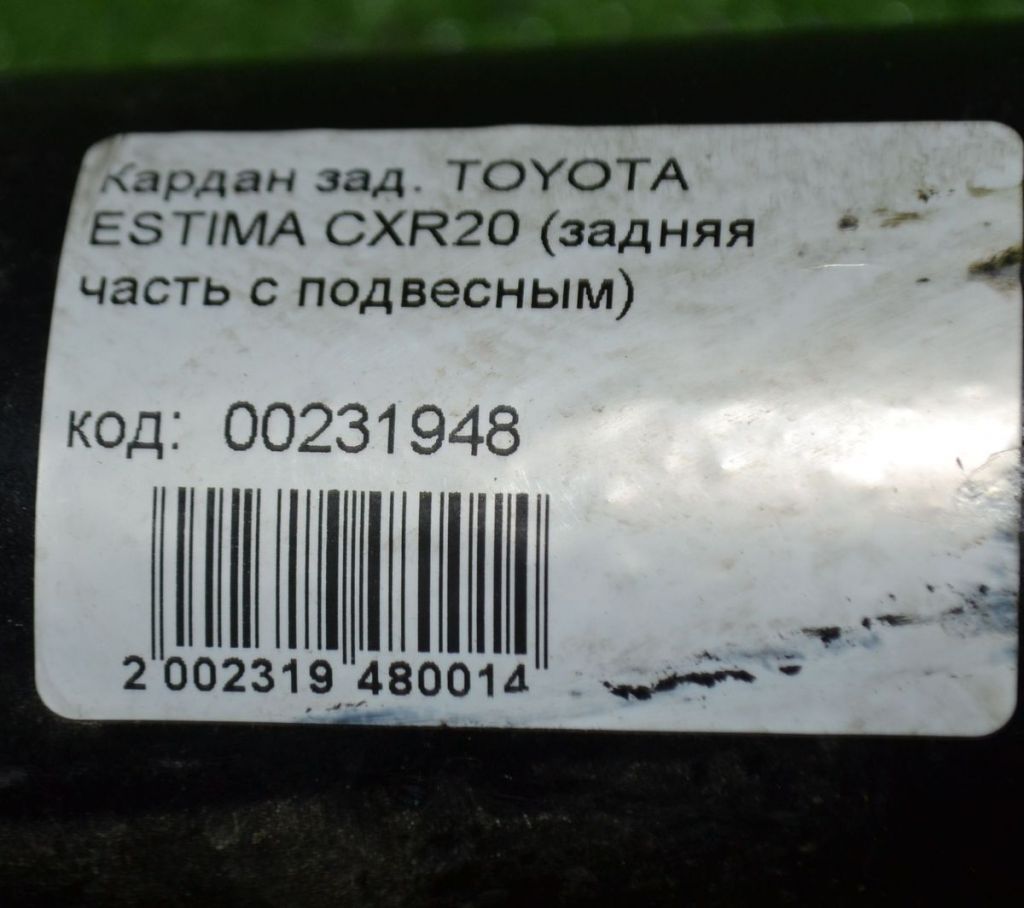 Кардан зад. TOYOTA
ESTIMA CXR20 (задняя
часть с подвесным)
код: 00231948
2 002319 480014